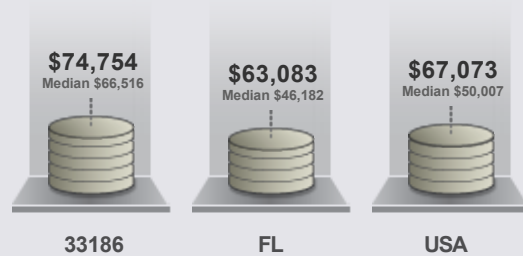 $74,754
Median $66,516
$63,083
Median $46,182
$67,073
Median $50,007
33186
FL
USA